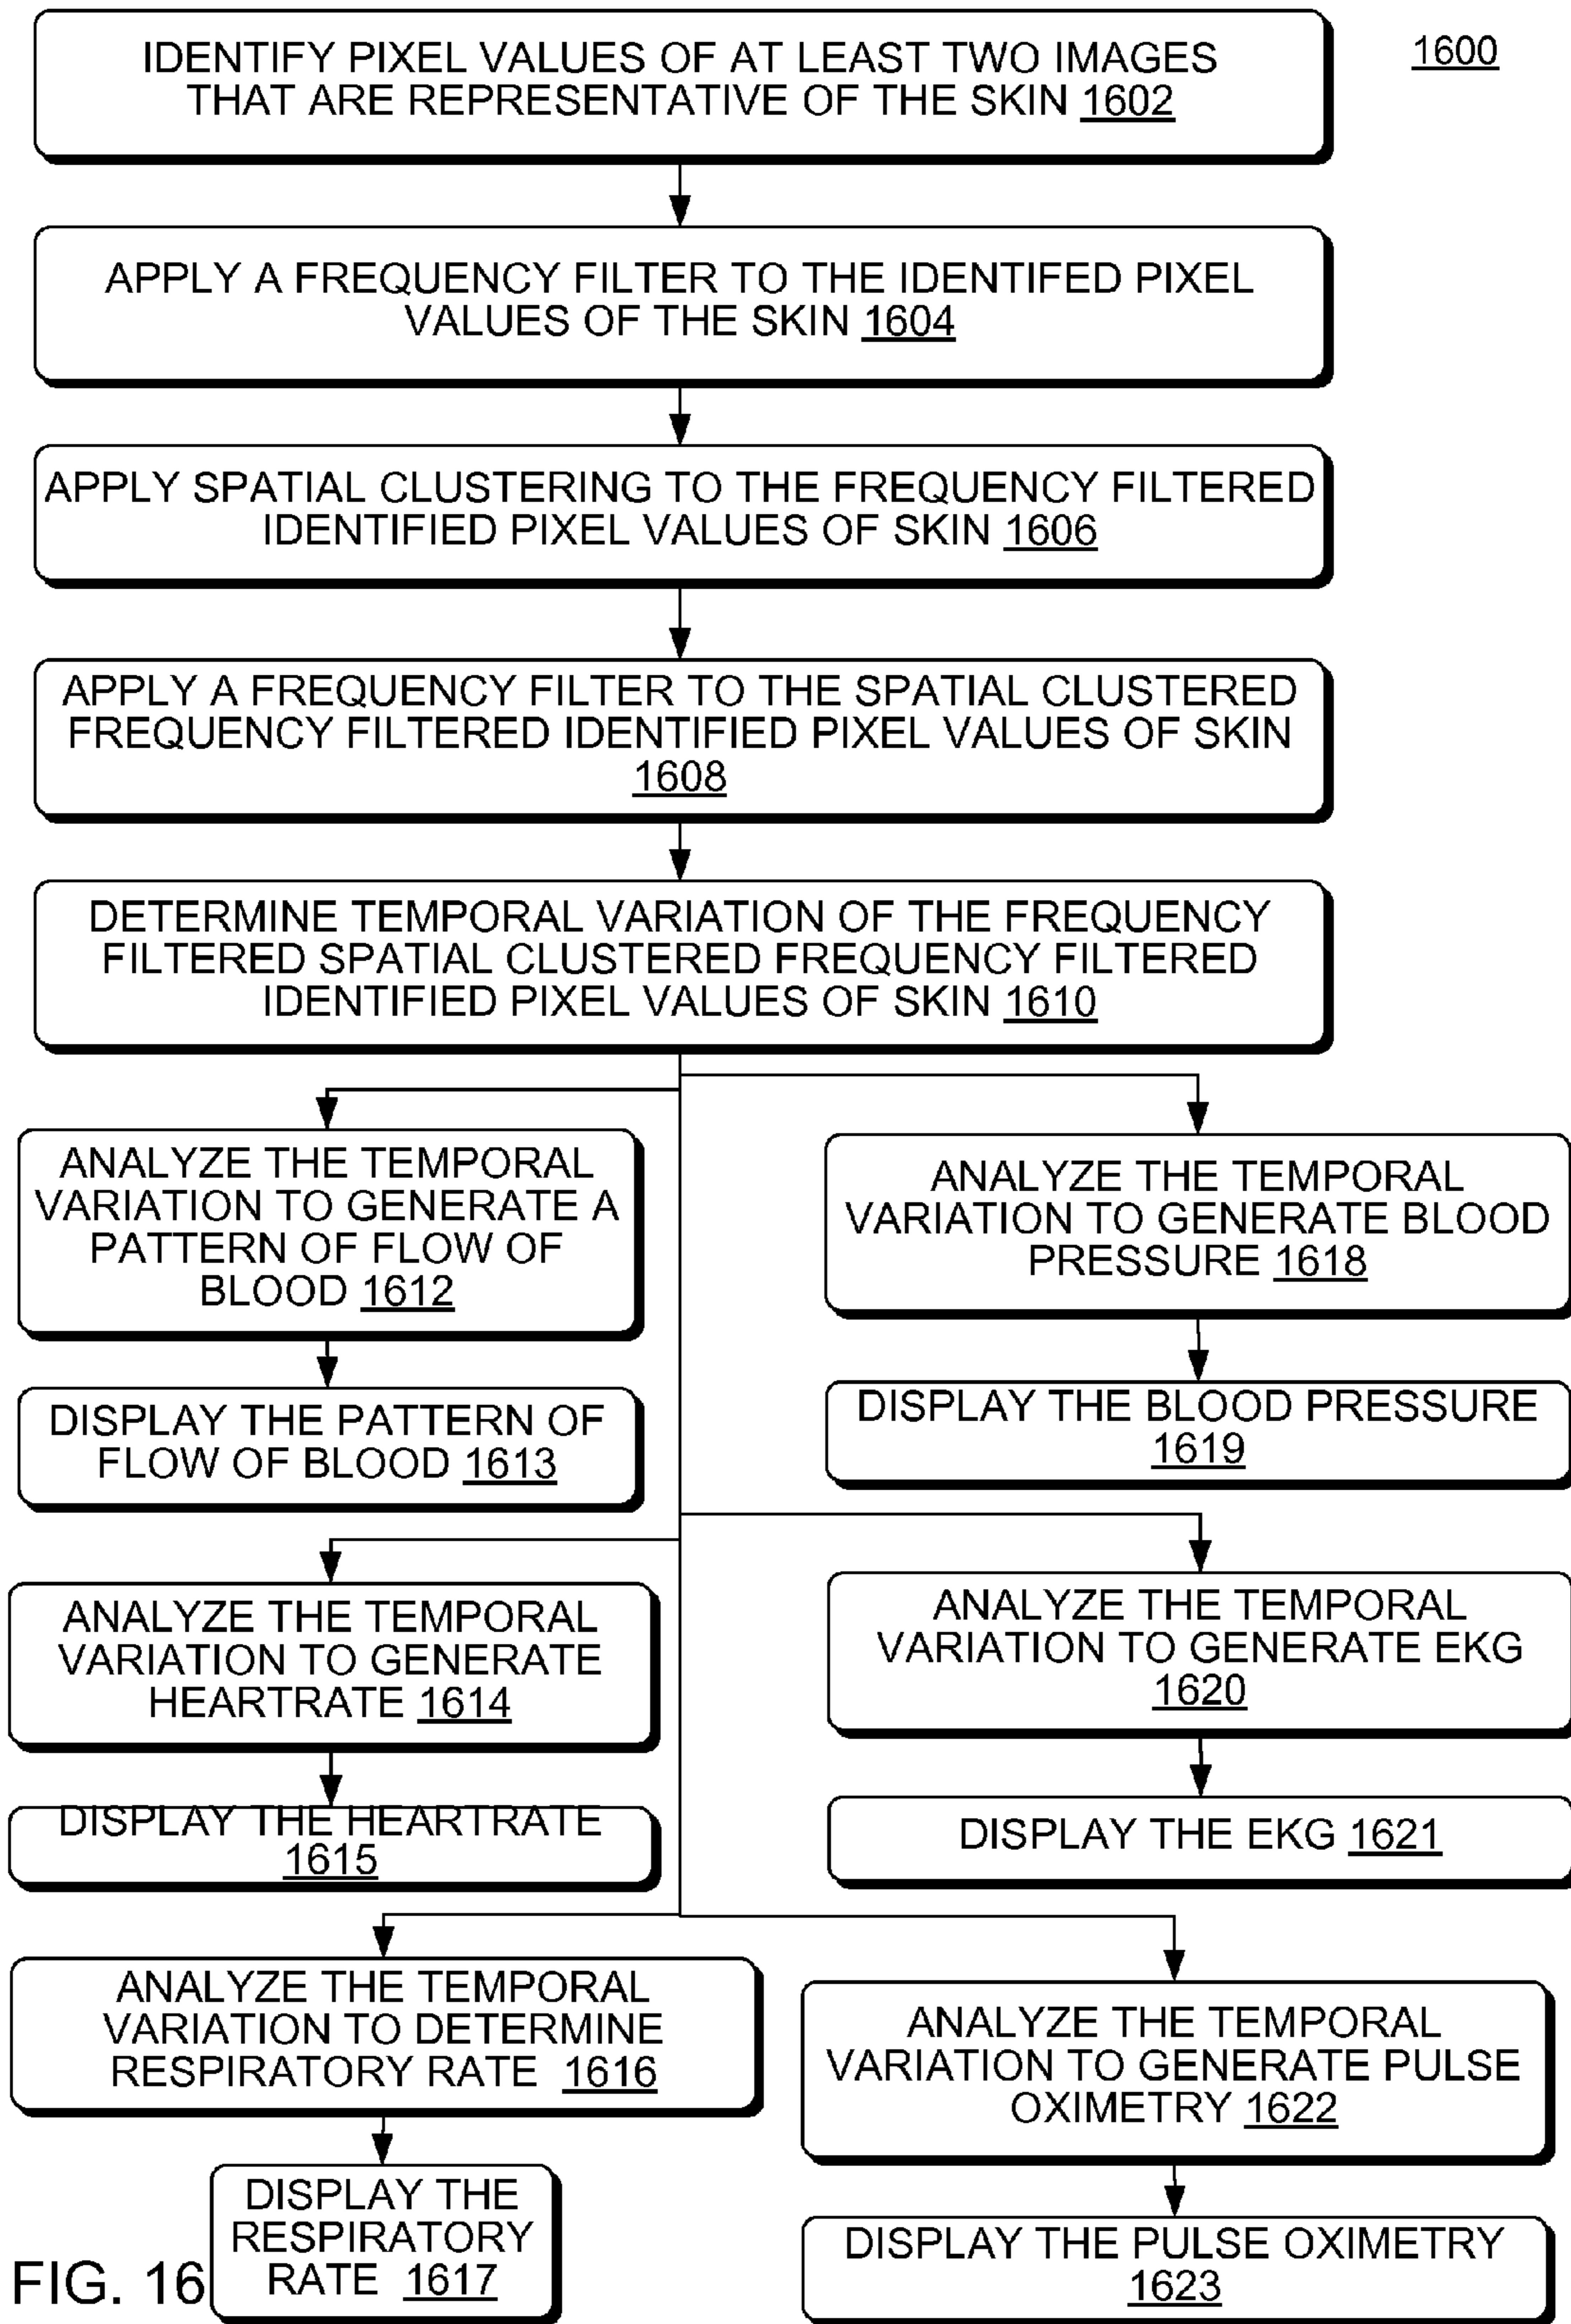 1600
IDENTIFY PIXEL VALUES OF AT LEAST TWO IMAGES
THAT ARE REPRESENTATIVE OF THE SKIN 1602
APPLY A FREQUENCY FILTER TO THE IDENTIFED PIXEL
VALUES OF THE SKIN 1604
APPLY SPATIAL CLUSTERING TO THE FREQUENCY FILTERED
IDENTIFIED PIXEL VALUES OF SKIN 1606
APPLY A FREQUENCY FILTER TO THE SPATIAL CLUSTERED
FREQUENCY FILTERED IDENTIFIED PIXEL VALUES OF SKIN
1608
DETERMINE TEMPORAL VARIATION OF THE FREQUENCY
FILTERED SPATIAL CLUSTERED FREQUENCY FILTERED
IDENTIFIED PIXEL VALUES OF SKIN 1610
ANALYZE THE TEMPORAL
VARIATION TO GENERATE A
PATTERN OF FLOW OF
BLOOD 1612
DISPLAY THE PATTERN OF
FLOW OF BLOOD 1613
ANALYZE THE TEMPORAL
VARIATION TO GENERATE BLOOD
PRESSURE 1618
DISPLAY THE BLOOD PRESSURE
1619
ANALYZE THE TEMPORAL
VARIATION TO GENERATE
HEARTRATE 1614
DISPLAY THE HEARTRATE
1615
ANALYZE THE TEMPORAL
VARIATION TO GENERATE EKG
1620
DISPLAY THE EKG 1621
ANALYZE THE TEMPORAL
VARIATION TO DETERMINE
RESPIRATORY RATE 1616
DISPLAY THE
RESPIRATORY
RATE 1617
ANALYZE THE TEMPORAL
VARIATION TO GENERATE PULSE
OXIMETRY 1622
DISPLAY THE PULSE OXIMETRY
1623
FIG. 16